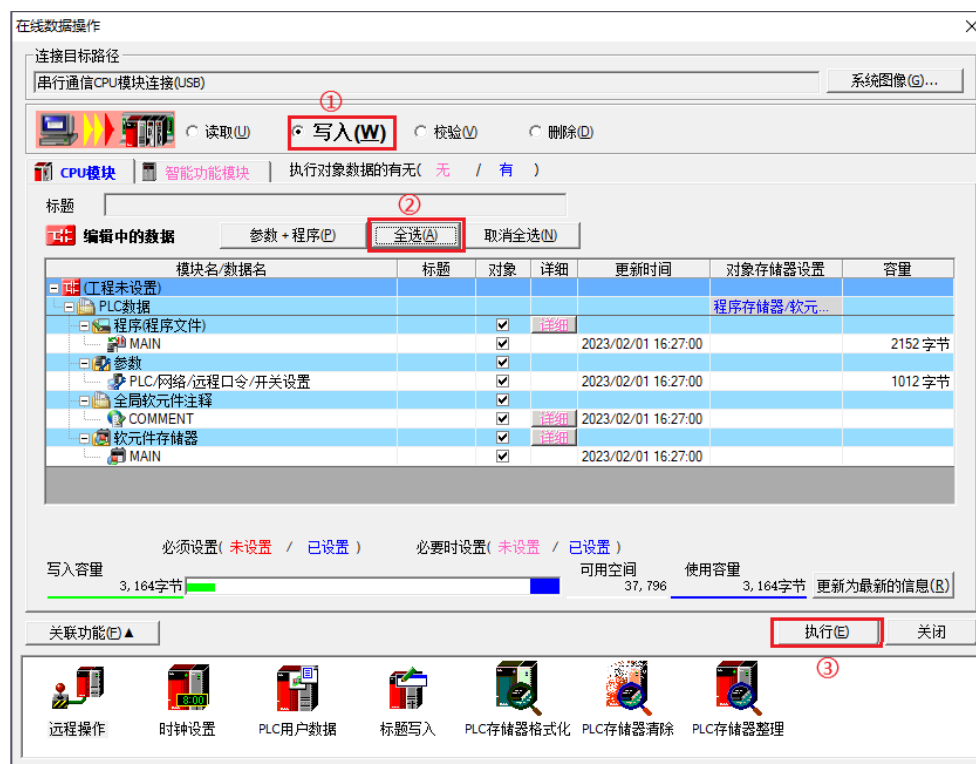 在线数据操作
连接目标路径
串行通信CPU模块连接(USB)
系统图像(G)...
①
读取(U) 写入(W) 校验(V) 删除(D)
CPU模块 智能功能模块 执行对象数据的有无( 无 / 有 )
标题
②
编辑中的数据 参数+程序(P) 全选(A) 取消全选(N)
模块名/数据名 标题 对象 详细 更新时间 对象存储器设置 容量
(工程未设置)
PLC数据 程序存储器/软元...
程序(程序文件) 详细
MAIN 2023/02/01 16:27:00 2152 字节
参数
PLC/网络/远程口令/开关设置 2023/02/01 16:27:00 1012 字节
全局软元件注释
COMMENT 详细 2023/02/01 16:27:00
软元件存储器 详细
MAIN 2023/02/01 16:27:00
必须设置( 未设置 / 已设置 ) 必要时设置( 未设置 / 已设置 )
写入容量 可用空间 使用容量
3,164字节 37,796 3,164字节 更新为最新的信息(R)
关联功能(F)▲ 执行(E) 关闭
③
8:00
远程操作 时钟设置 PLC用户数据 标题写入 PLC存储器格式化 PLC存储器清除 PLC存储器整理